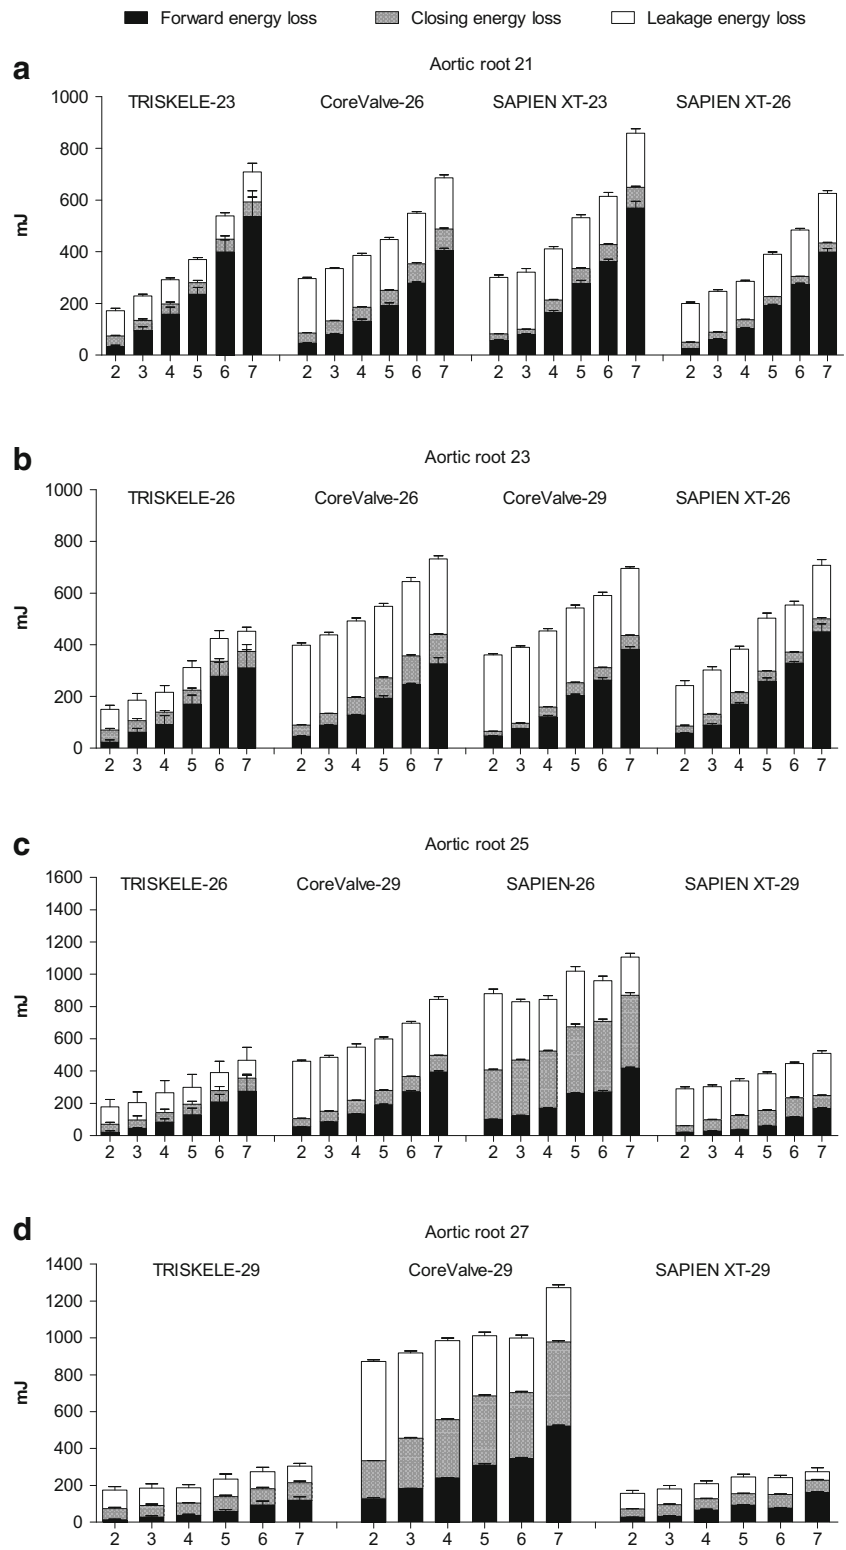 Forward energy loss Closing energy loss Leakage energy loss
a
Aortic root 21
TRISKELE-23 CoreValve-26 SAPIEN XT-23 SAPIEN XT-26
mJ
1000
800
600
400
200
0
2 3 4 5 6 7 2 3 4 5 6 7 2 3 4 5 6 7 2 3 4 5 6 7
b
Aortic root 23
TRISKELE-26 CoreValve-26 CoreValve-29 SAPIEN XT-26
mJ
1000
800
600
400
200
0
2 3 4 5 6 7 2 3 4 5 6 7 2 3 4 5 6 7 2 3 4 5 6 7
c
Aortic root 25
TRISKELE-26 CoreValve-29 SAPIEN-26 SAPIEN XT-29
mJ
1600
1400
1200
1000
800
600
400
200
0
2 3 4 5 6 7 2 3 4 5 6 7 2 3 4 5 6 7 2 3 4 5 6 7
d
Aortic root 27
TRISKELE-29 CoreValve-29 SAPIEN XT-29
mJ
1400
1200
1000
800
600
400
200
0
2 3 4 5 6 7 2 3 4 5 6 7 2 3 4 5 6 7